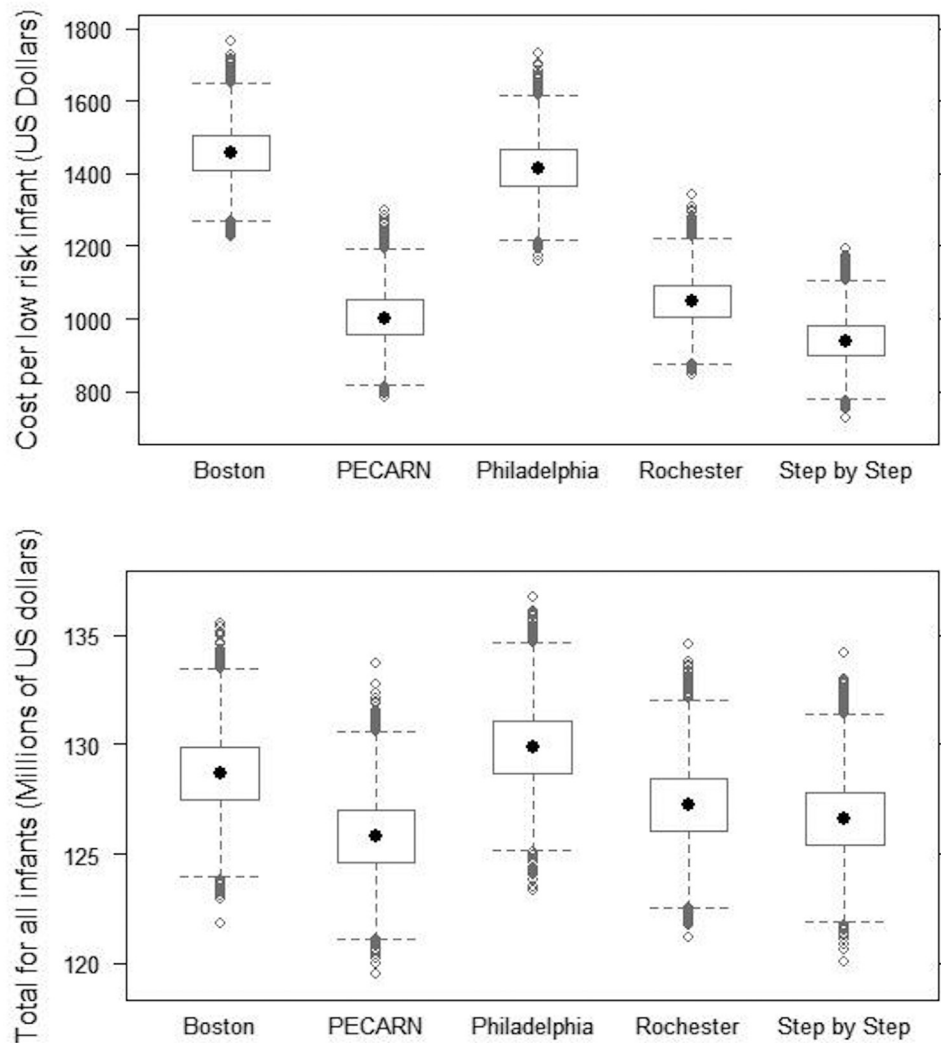 Cost per low risk infant (US Dollars)
1800
1600
1400
1200
1000
800
Boston PECARN Philadelphia Rochester Step by Step
Total for all infants (Millions of US dollars)
135
130
125
120
Boston PECARN Philadelphia Rochester Step by Step